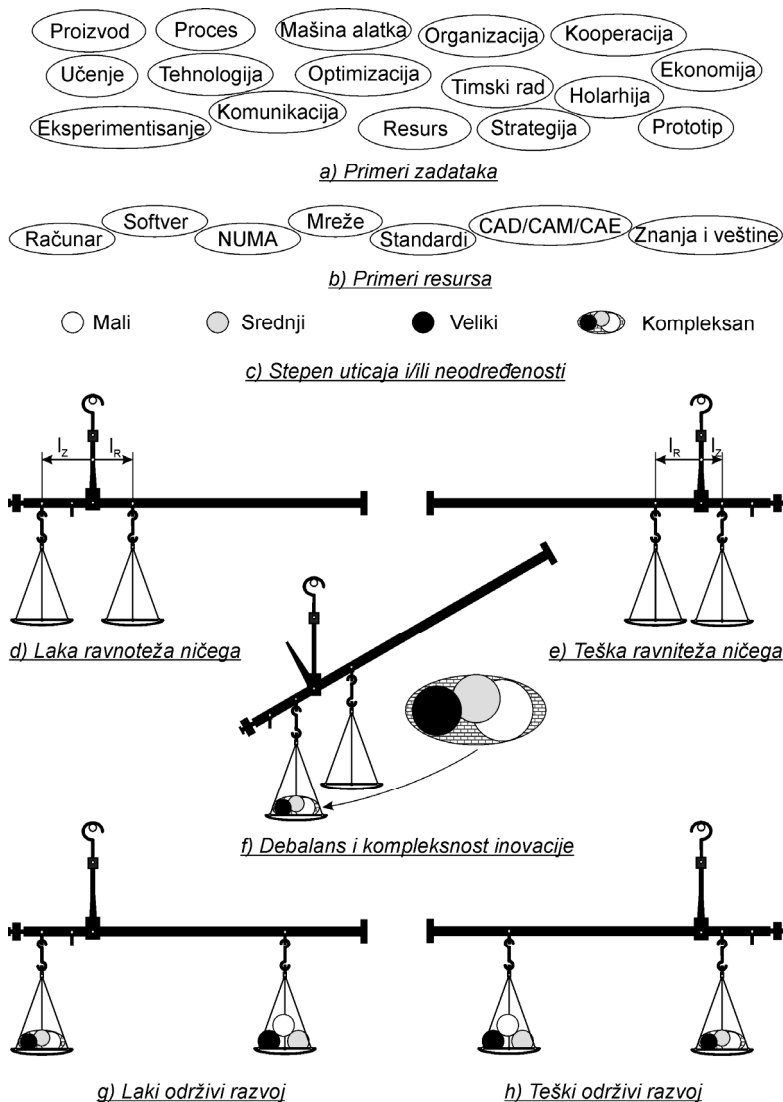 Proizvod Proces Mašina alatka Organizacija Kooperacija
Učenje Tehnologija Optimizacija Timski rad Holarhija Ekonomija
Eksperimentisanje Komunikacija Resurs Strategija Prototip
a) Primeri zadataka
Računar Softver NUMA Mreže Standardi CAD/CAM/CAE Znanja i veštine
b) Primeri resursa
Mali Srednji Veliki Kompleksan
c) Stepen uticaja i/ili neodređenosti
lZ lR lR lZ
d) Laka ravnoteža ničega
e) Teška ravniteža ničega
f) Debalans i kompleksnost inovacije
g) Laki održivi razvoj
h) Teški održivi razvoj